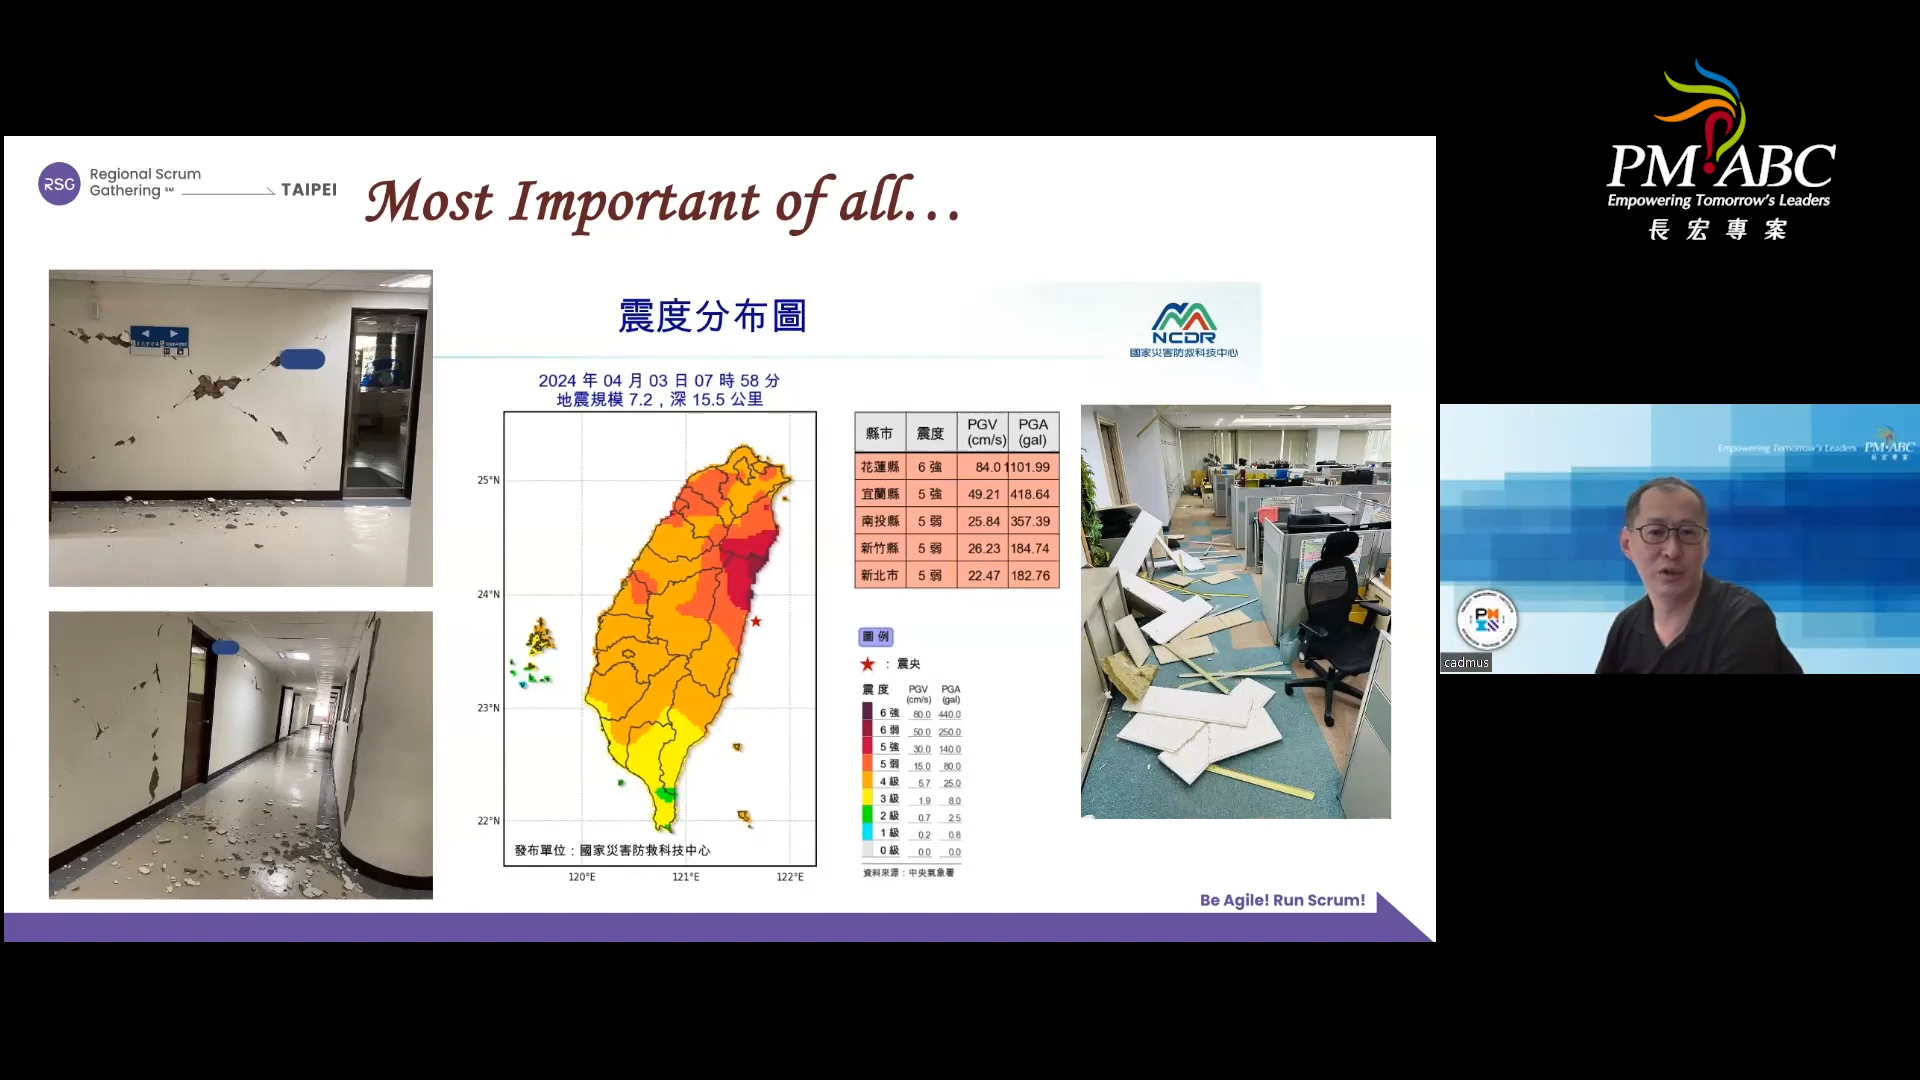 RSG
Regional Scrum
Gathering SM
TAIPEI
Most Important of all...
震度分布圖
NCDR
國家災害防救科技中心
2024 年 04 月 03 日 07 時 58 分
地震規模 7.2，深 15.5 公里
25°N
24°N
23°N
22°N
120°E
121°E
122°E
發布單位：國家災害防救科技中心
縣市 震度 PGV (cm/s) PGA (gal)
花蓮縣 6 強 84.0 1101.99
宜蘭縣 5 強 49.21 418.64
南投縣 5 弱 25.84 357.39
新竹縣 5 弱 26.23 184.74
新北市 5 弱 22.47 182.76
圖例
★ ： 震央
震度 PGV (cm/s) PGA (gal)
6 強 80.0 440.0
6 弱 50.0 250.0
5 強 30.0 140.0
5 弱 15.0 80.0
4 級 5.7 25.0
3 級 1.9 8.0
2 級 0.7 2.5
1 級 0.2 0.8
0 級 0.0 0.0
資料來源：中央氣象署
Be Agile! Run Scrum!
PM ABC
Empowering Tomorrow's Leaders
長宏專案
Empowering Tomorrow's Leaders PM ABC
長宏專案
cadmus